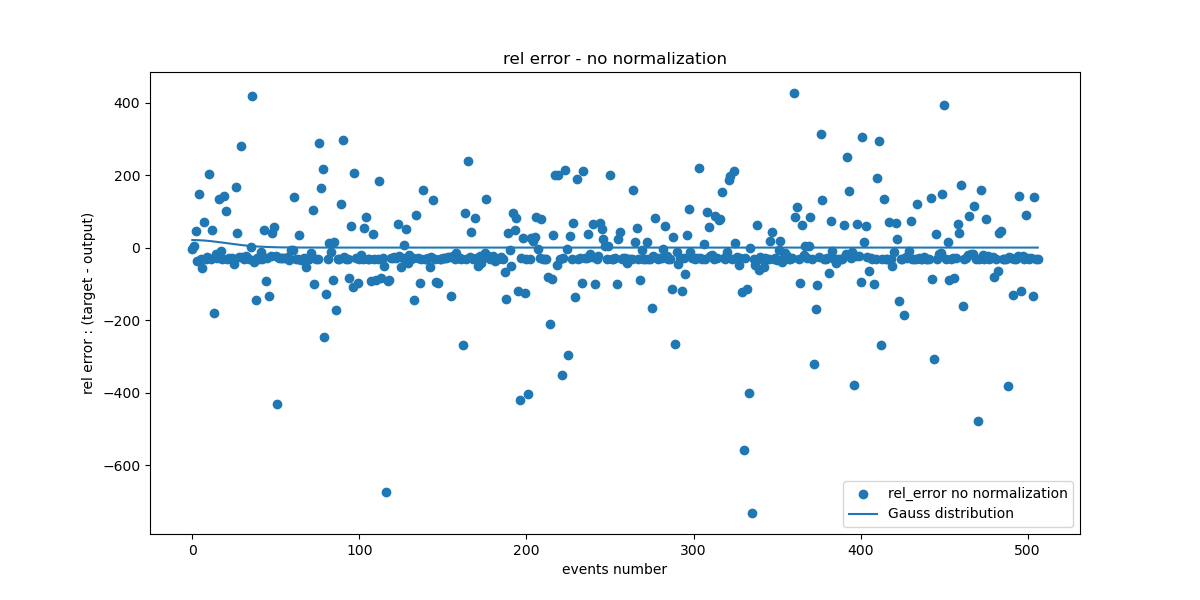 rel error - no normalization
rel error : (target - output)
400
200
0
−200
−400
−600
0 100 200 300 400 500
events number
rel_error no normalization
Gauss distribution